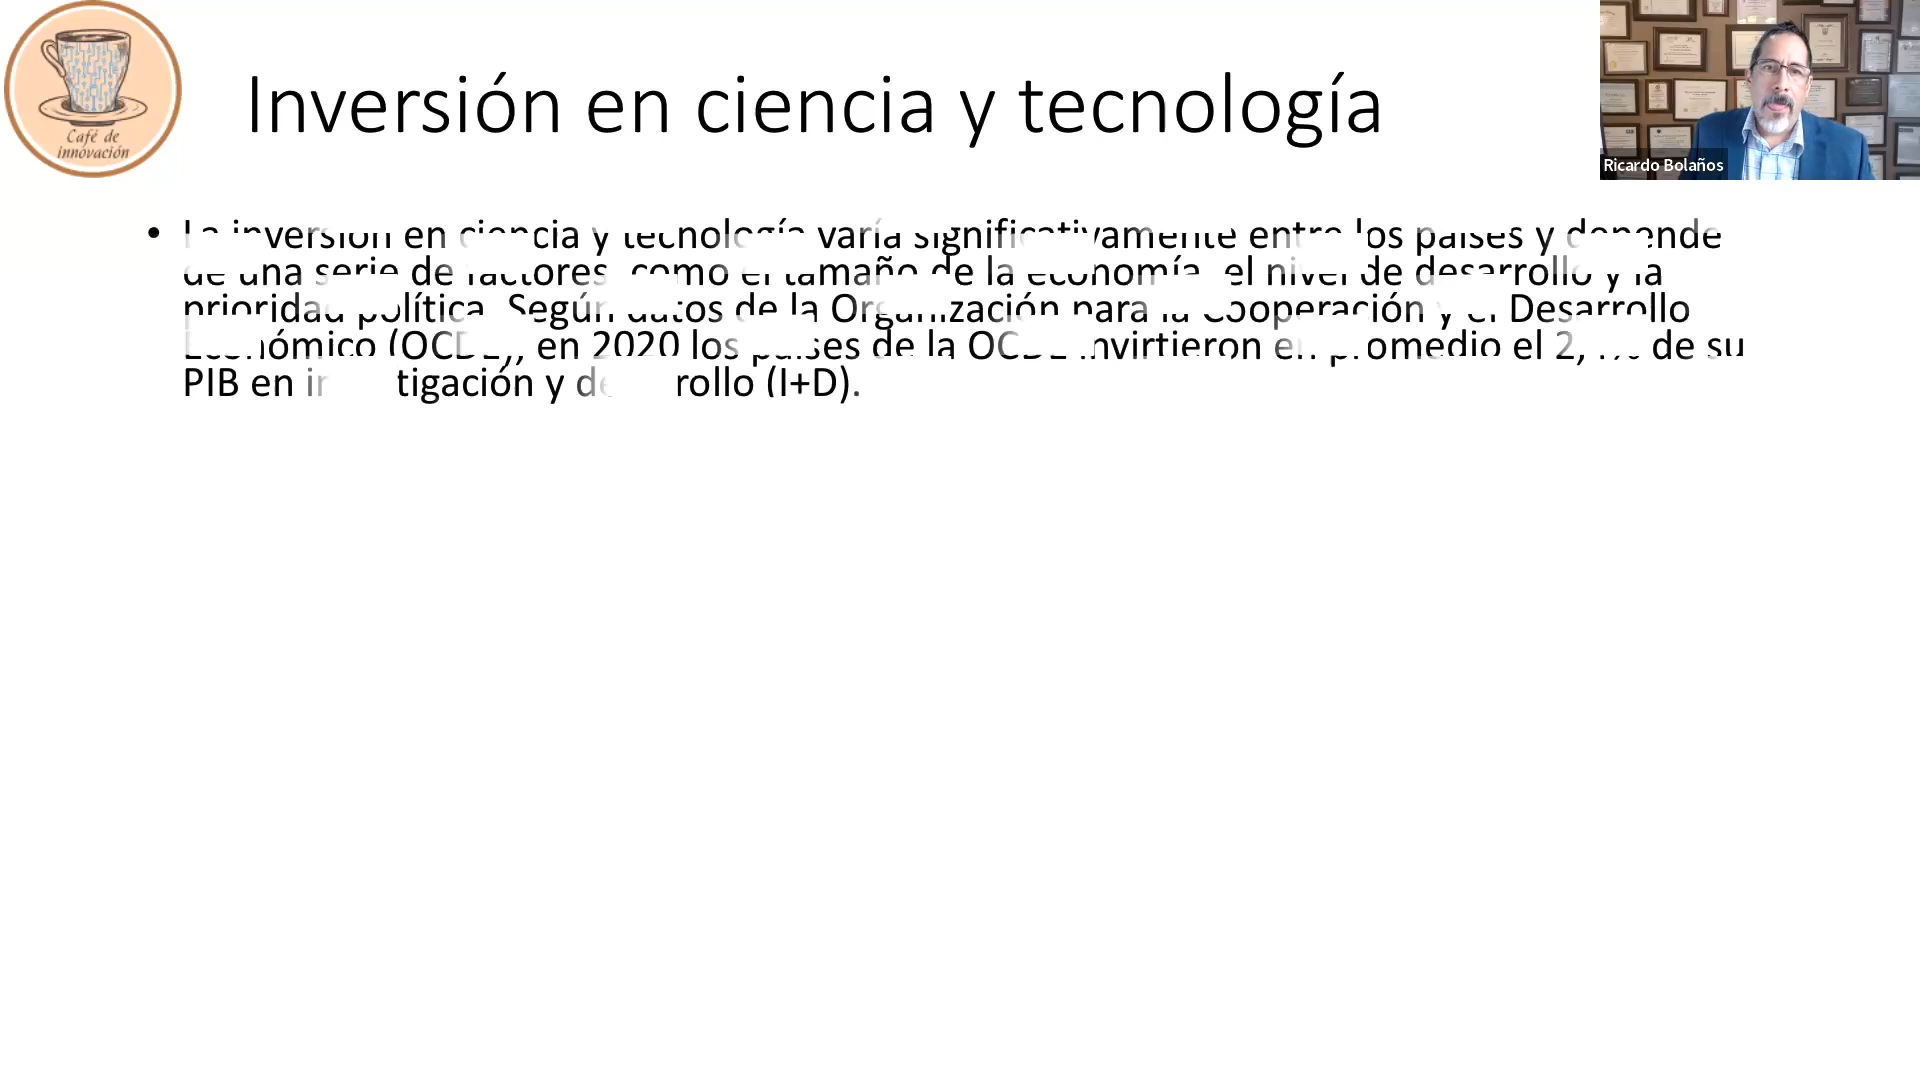 Café de
innovación
Inversión en ciencia y tecnología
Ricardo Bolaños
• La inversión en ciencia y tecnología varía significativamente entre los países y depende
de una serie de factores, como el tamaño de la economía, el nivel de desarrollo y la
prioridad política. Según datos de la Organización para la Cooperación y el Desarrollo
Económico (OCDE), en 2020 los países de la OCDE invirtieron en promedio el de su
PIB en investigación y desarrollo (I+D).